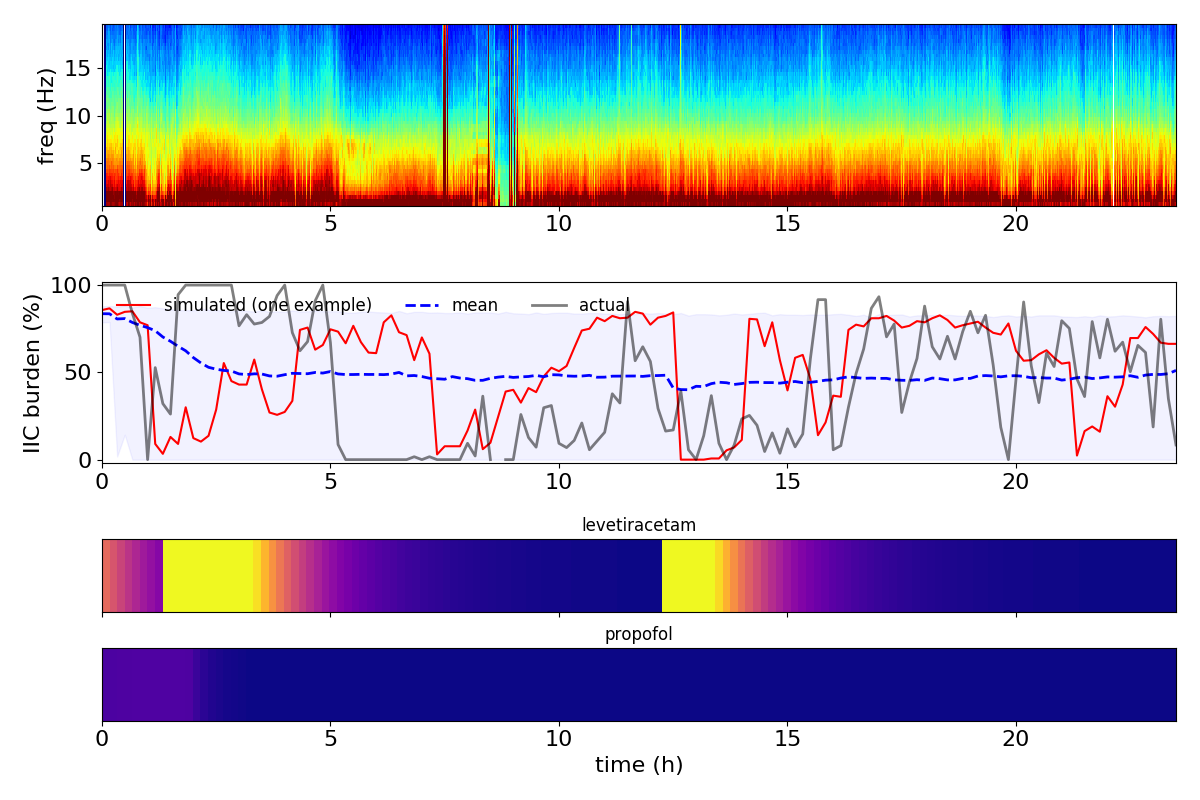 freq (Hz)
15
10
5
0 5 10 15 20
IIC burden (%)
100
50
0
simulated (one example) mean actual
0 5 10 15 20
levetiracetam
propofol
0 5 10 15 20
time (h)